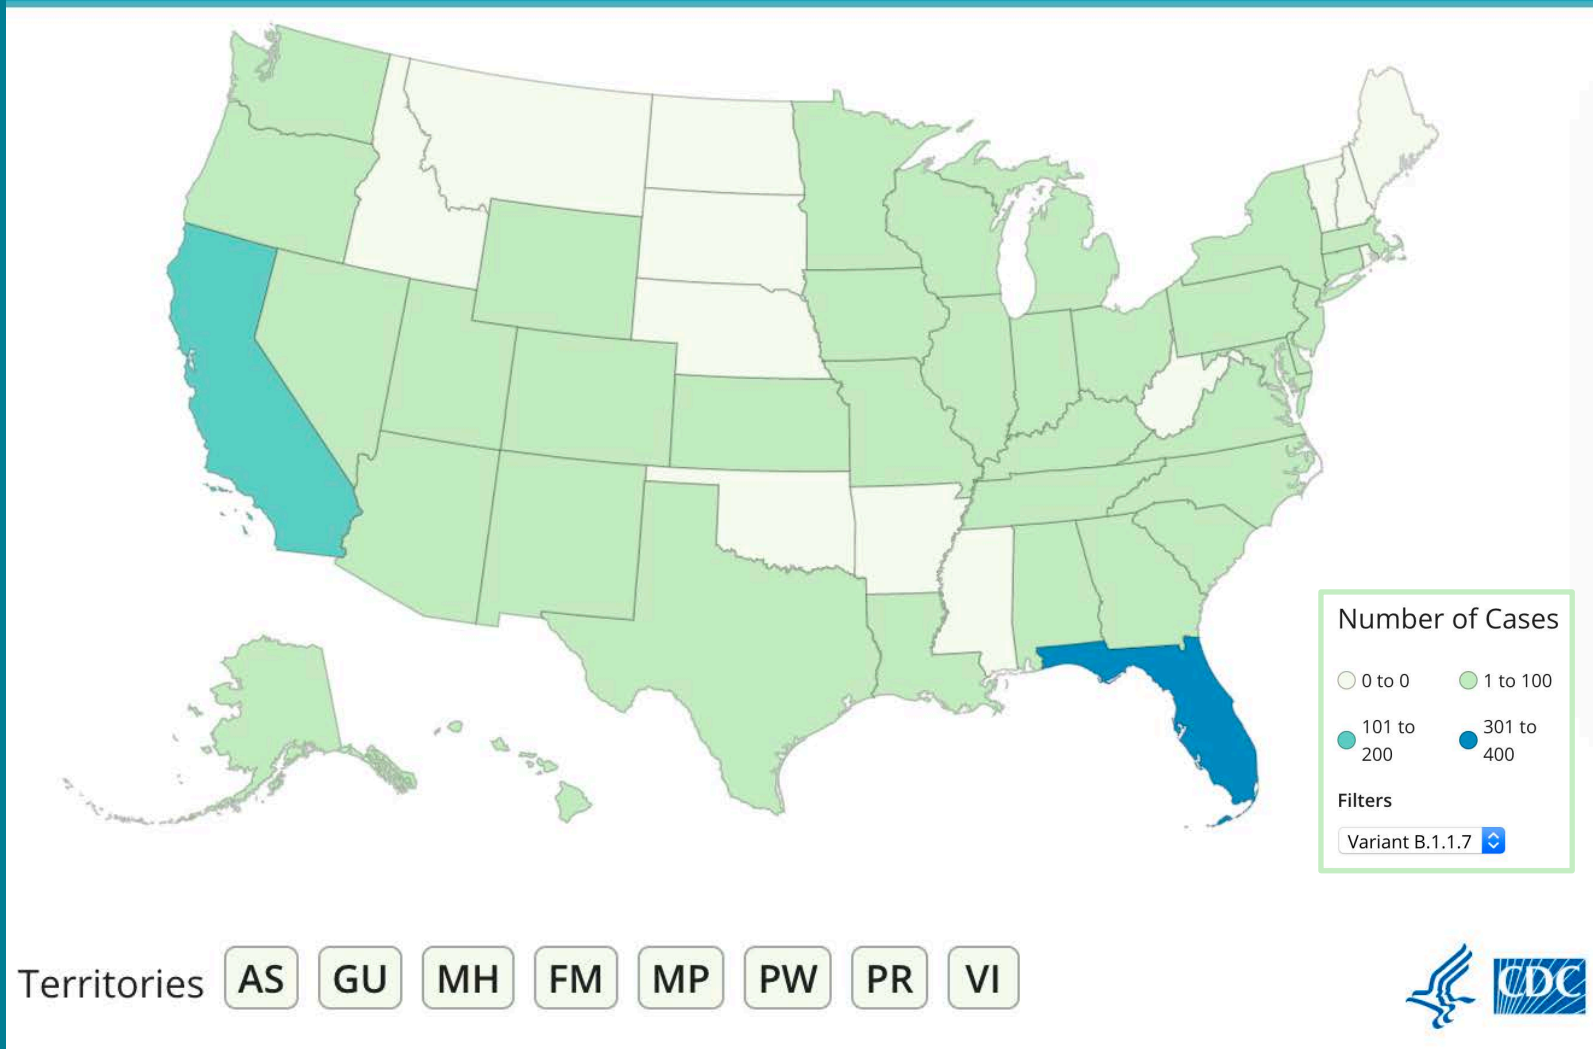 Number of Cases
0 to 0
1 to 100
101 to
200
301 to
400
Filters
Variant B.1.1.7
Territories AS GU MH FM MP PW PR VI
CDC